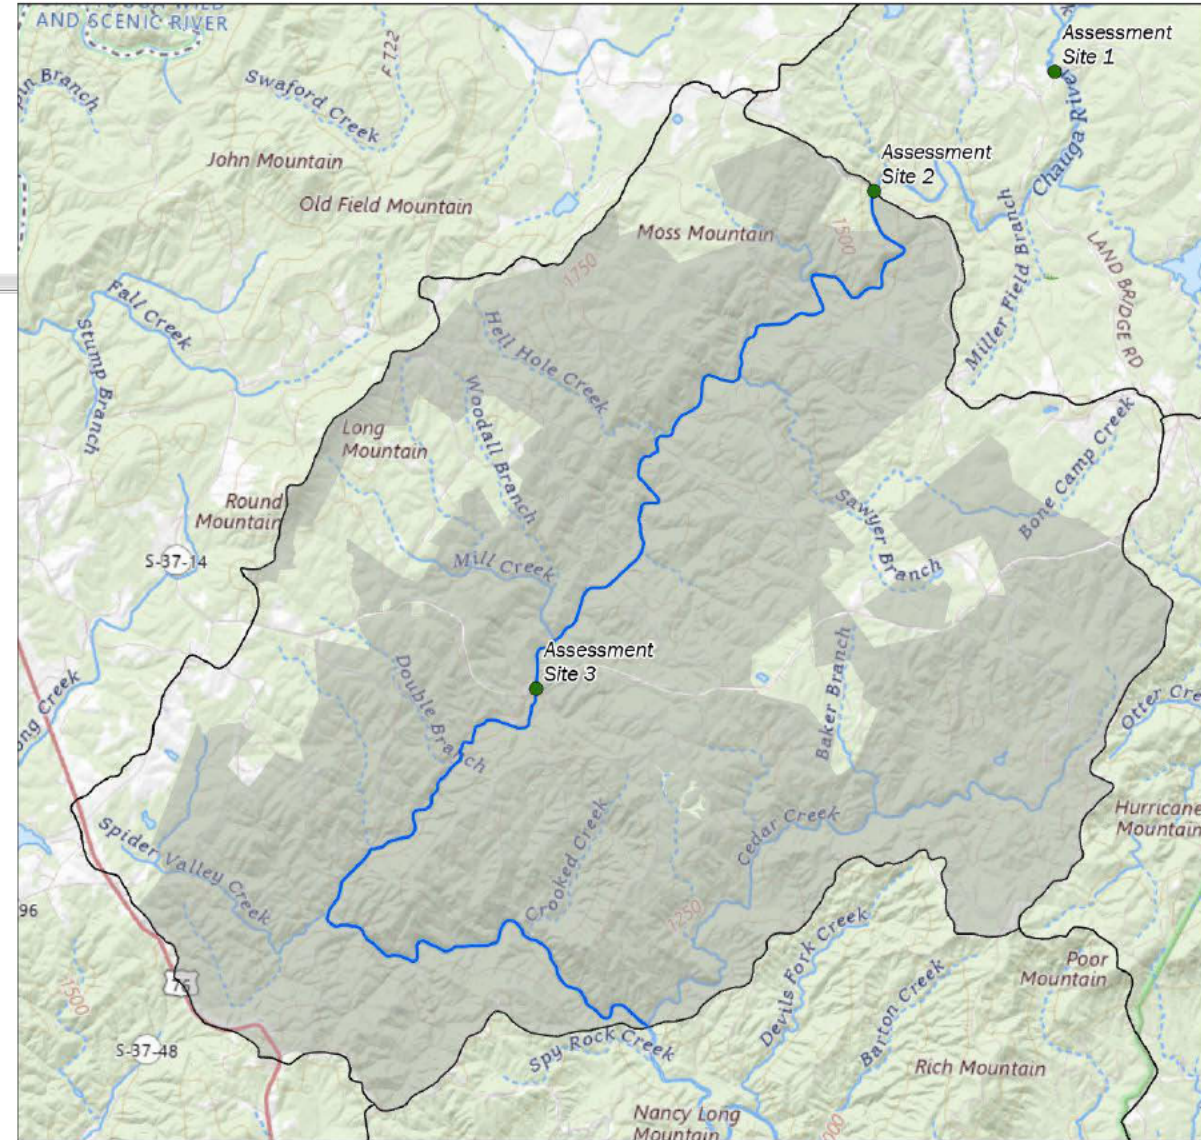 AND SCENIC RIVER
Branch
F 722
Swaford Creek
John Mountain
Old Field Mountain
Assessment
Site 1
Chauga River
Assessment
Site 2
Moss Mountain
1500
1750
Miller Field Branch
LAND BRIDGE RD
Fall Creek
Stump Branch
Hell Hole Creek
Woodall Branch
Long
Mountain
Round
Mountain
Bone Camp Creek
Sawyer Branch
S-37-14
Mill Creek
Assessment
Site 3
Double Branch
Baker Branch
Otter Cre
ong Creek
Hurricane
Mountain
Spider Valley Creek
Crooked Creek
Cedar Creek
96
1250
Devils Fork Creek
Poor
Mountain
1500
76
Barton Creek
S-37-48
Spy Rock Creek
Rich Mountain
Nancy Long
Mountain